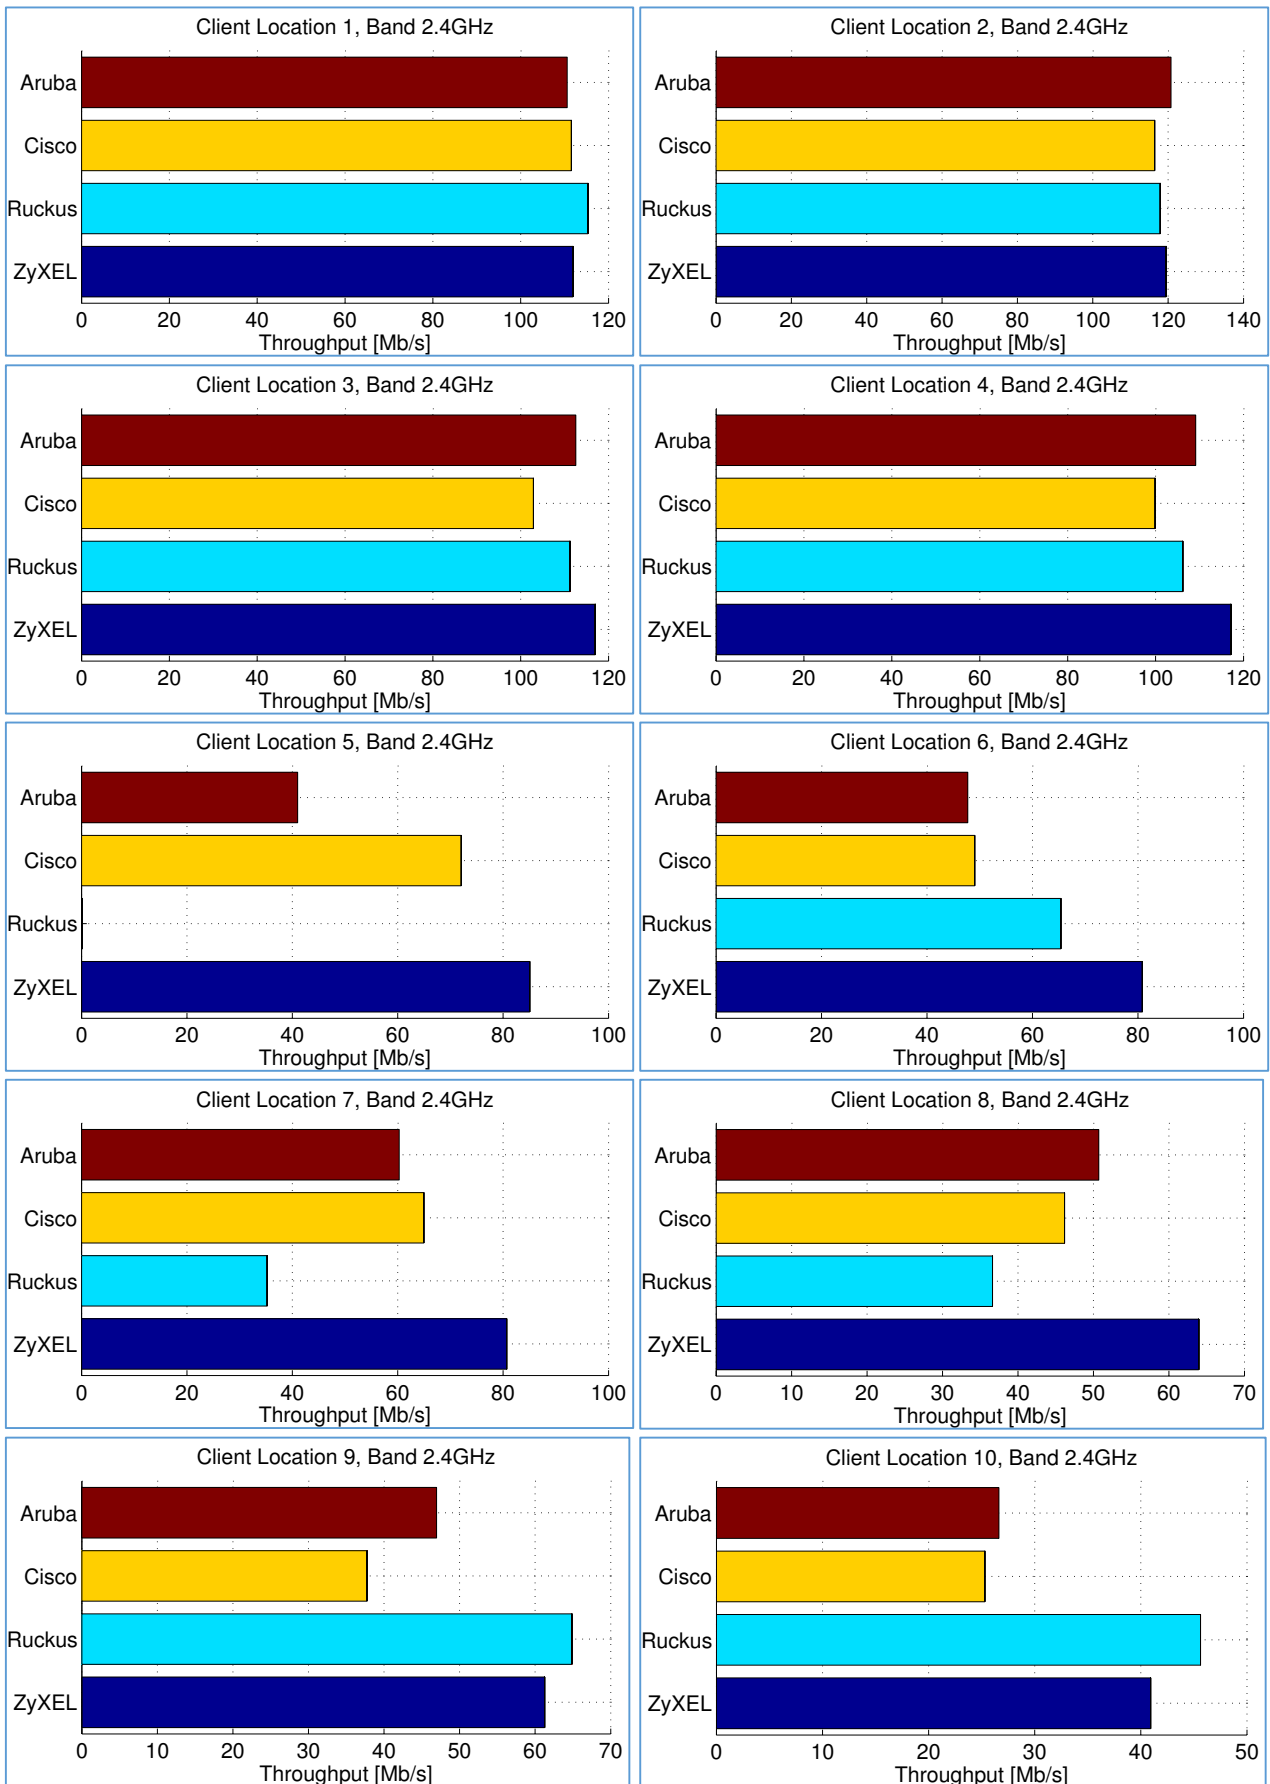 Client Location 1, Band 2.4GHz
Aruba
Cisco
Ruckus
ZyXEL
0 20 40 60 80 100 120
Throughput [Mb/s]
Client Location 2, Band 2.4GHz
Aruba
Cisco
Ruckus
ZyXEL
0 20 40 60 80 100 120 140
Throughput [Mb/s]
Client Location 3, Band 2.4GHz
Aruba
Cisco
Ruckus
ZyXEL
0 20 40 60 80 100 120
Throughput [Mb/s]
Client Location 4, Band 2.4GHz
Aruba
Cisco
Ruckus
ZyXEL
0 20 40 60 80 100 120
Throughput [Mb/s]
Client Location 5, Band 2.4GHz
Aruba
Cisco
Ruckus
ZyXEL
0 20 40 60 80 100
Throughput [Mb/s]
Client Location 6, Band 2.4GHz
Aruba
Cisco
Ruckus
ZyXEL
0 20 40 60 80 100
Throughput [Mb/s]
Client Location 7, Band 2.4GHz
Aruba
Cisco
Ruckus
ZyXEL
0 20 40 60 80 100
Throughput [Mb/s]
Client Location 8, Band 2.4GHz
Aruba
Cisco
Ruckus
ZyXEL
0 10 20 30 40 50 60 70
Throughput [Mb/s]
Client Location 9, Band 2.4GHz
Aruba
Cisco
Ruckus
ZyXEL
0 10 20 30 40 50 60 70
Throughput [Mb/s]
Client Location 10, Band 2.4GHz
Aruba
Cisco
Ruckus
ZyXEL
0 10 20 30 40 50
Throughput [Mb/s]